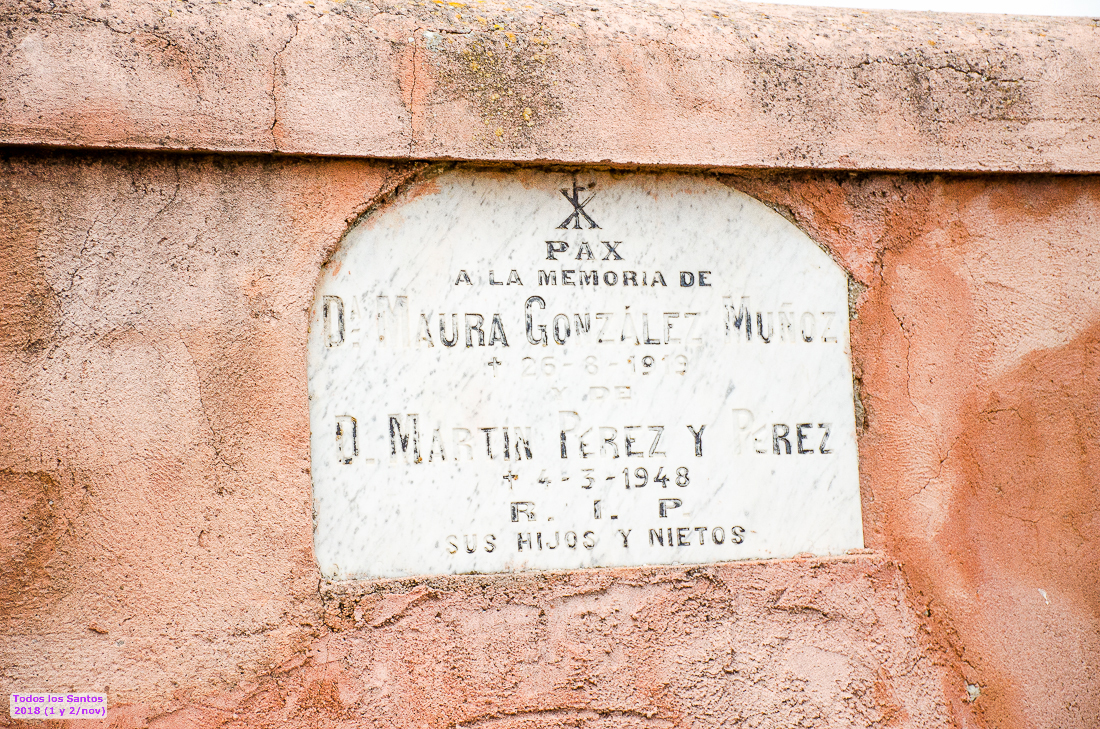 PAX
A LA MEMORIA DE
Dª MAURA GONZÁLEZ MUÑOZ
✝ 26-8-1919
Y DE
D. MARTIN PEREZ Y PEREZ
✝ 4-3-1948
R. I. P.
SUS HIJOS Y NIETOS
Todos los Santos
2018 (1 y 2/nov)